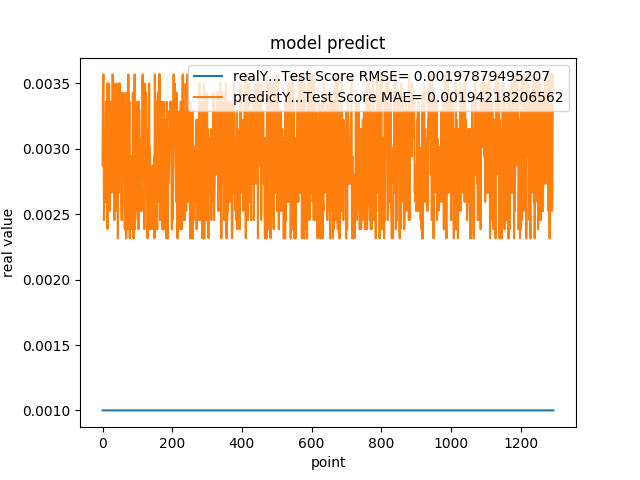 model predict
realY...Test Score RMSE= 0.00197879495207
predictY...Test Score MAE= 0.00194218206562
0.0035
0.0030
0.0025
0.0020
0.0015
0.0010
real value
0 200 400 600 800 1000 1200
point